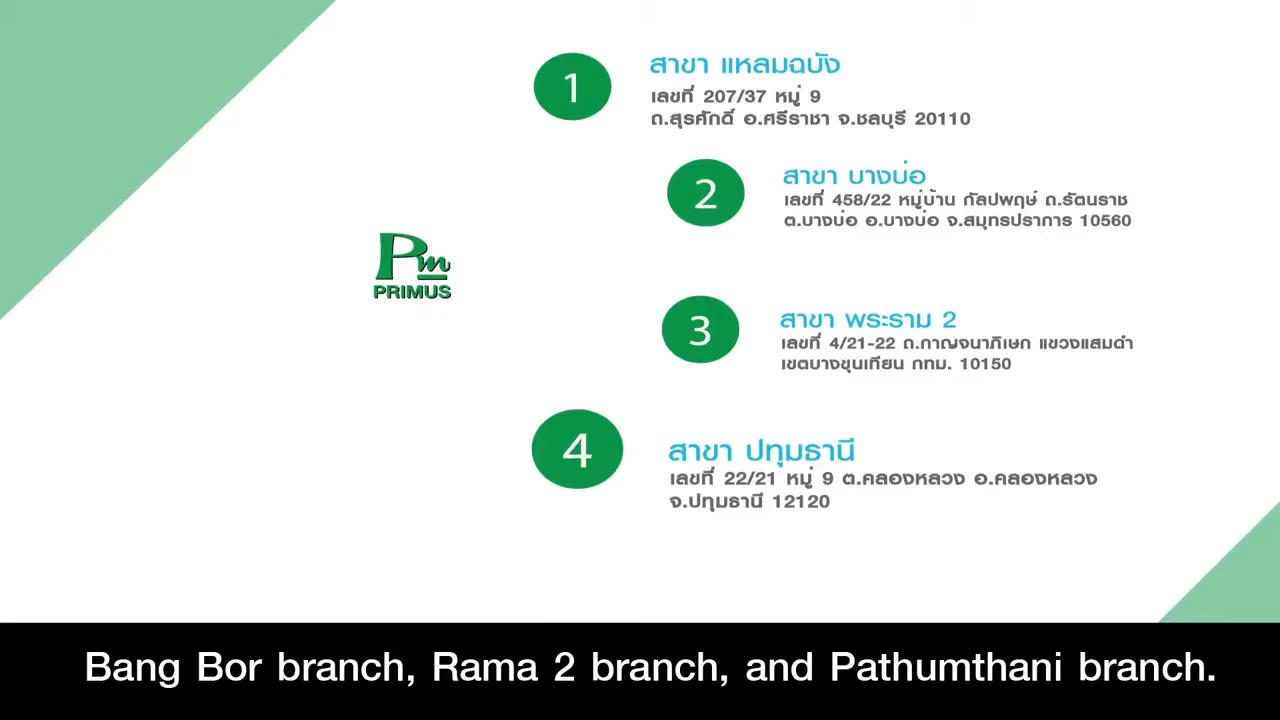 1
สาขา แหลมฉบัง
เลขที่ 207/37 หมู่ 9
ถ.สุรศักดิ์ อ.ศรีราชา จ.ชลบุรี 20110
2
สาขา บางบ่อ
เลขที่ 458/22 หมู่บ้าน กัลปพฤษ์ ถ.รัตนราช
ต.บางบ่อ อ.บางบ่อ จ.สมุทรปราการ 10560
Pm
PRIMUS
3
สาขา พระราม 2
เลขที่ 4/21-22 ถ.กาญจนาภิเษก แขวงแสมดำ
เขตบางขุนเทียน กทม. 10150
4
สาขา ปทุมธานี
เลขที่ 22/21 หมู่ 9 ต.คลองหลวง อ.คลองหลวง
จ.ปทุมธานี 12120
Bang Bor branch, Rama 2 branch, and Pathumthani branch.